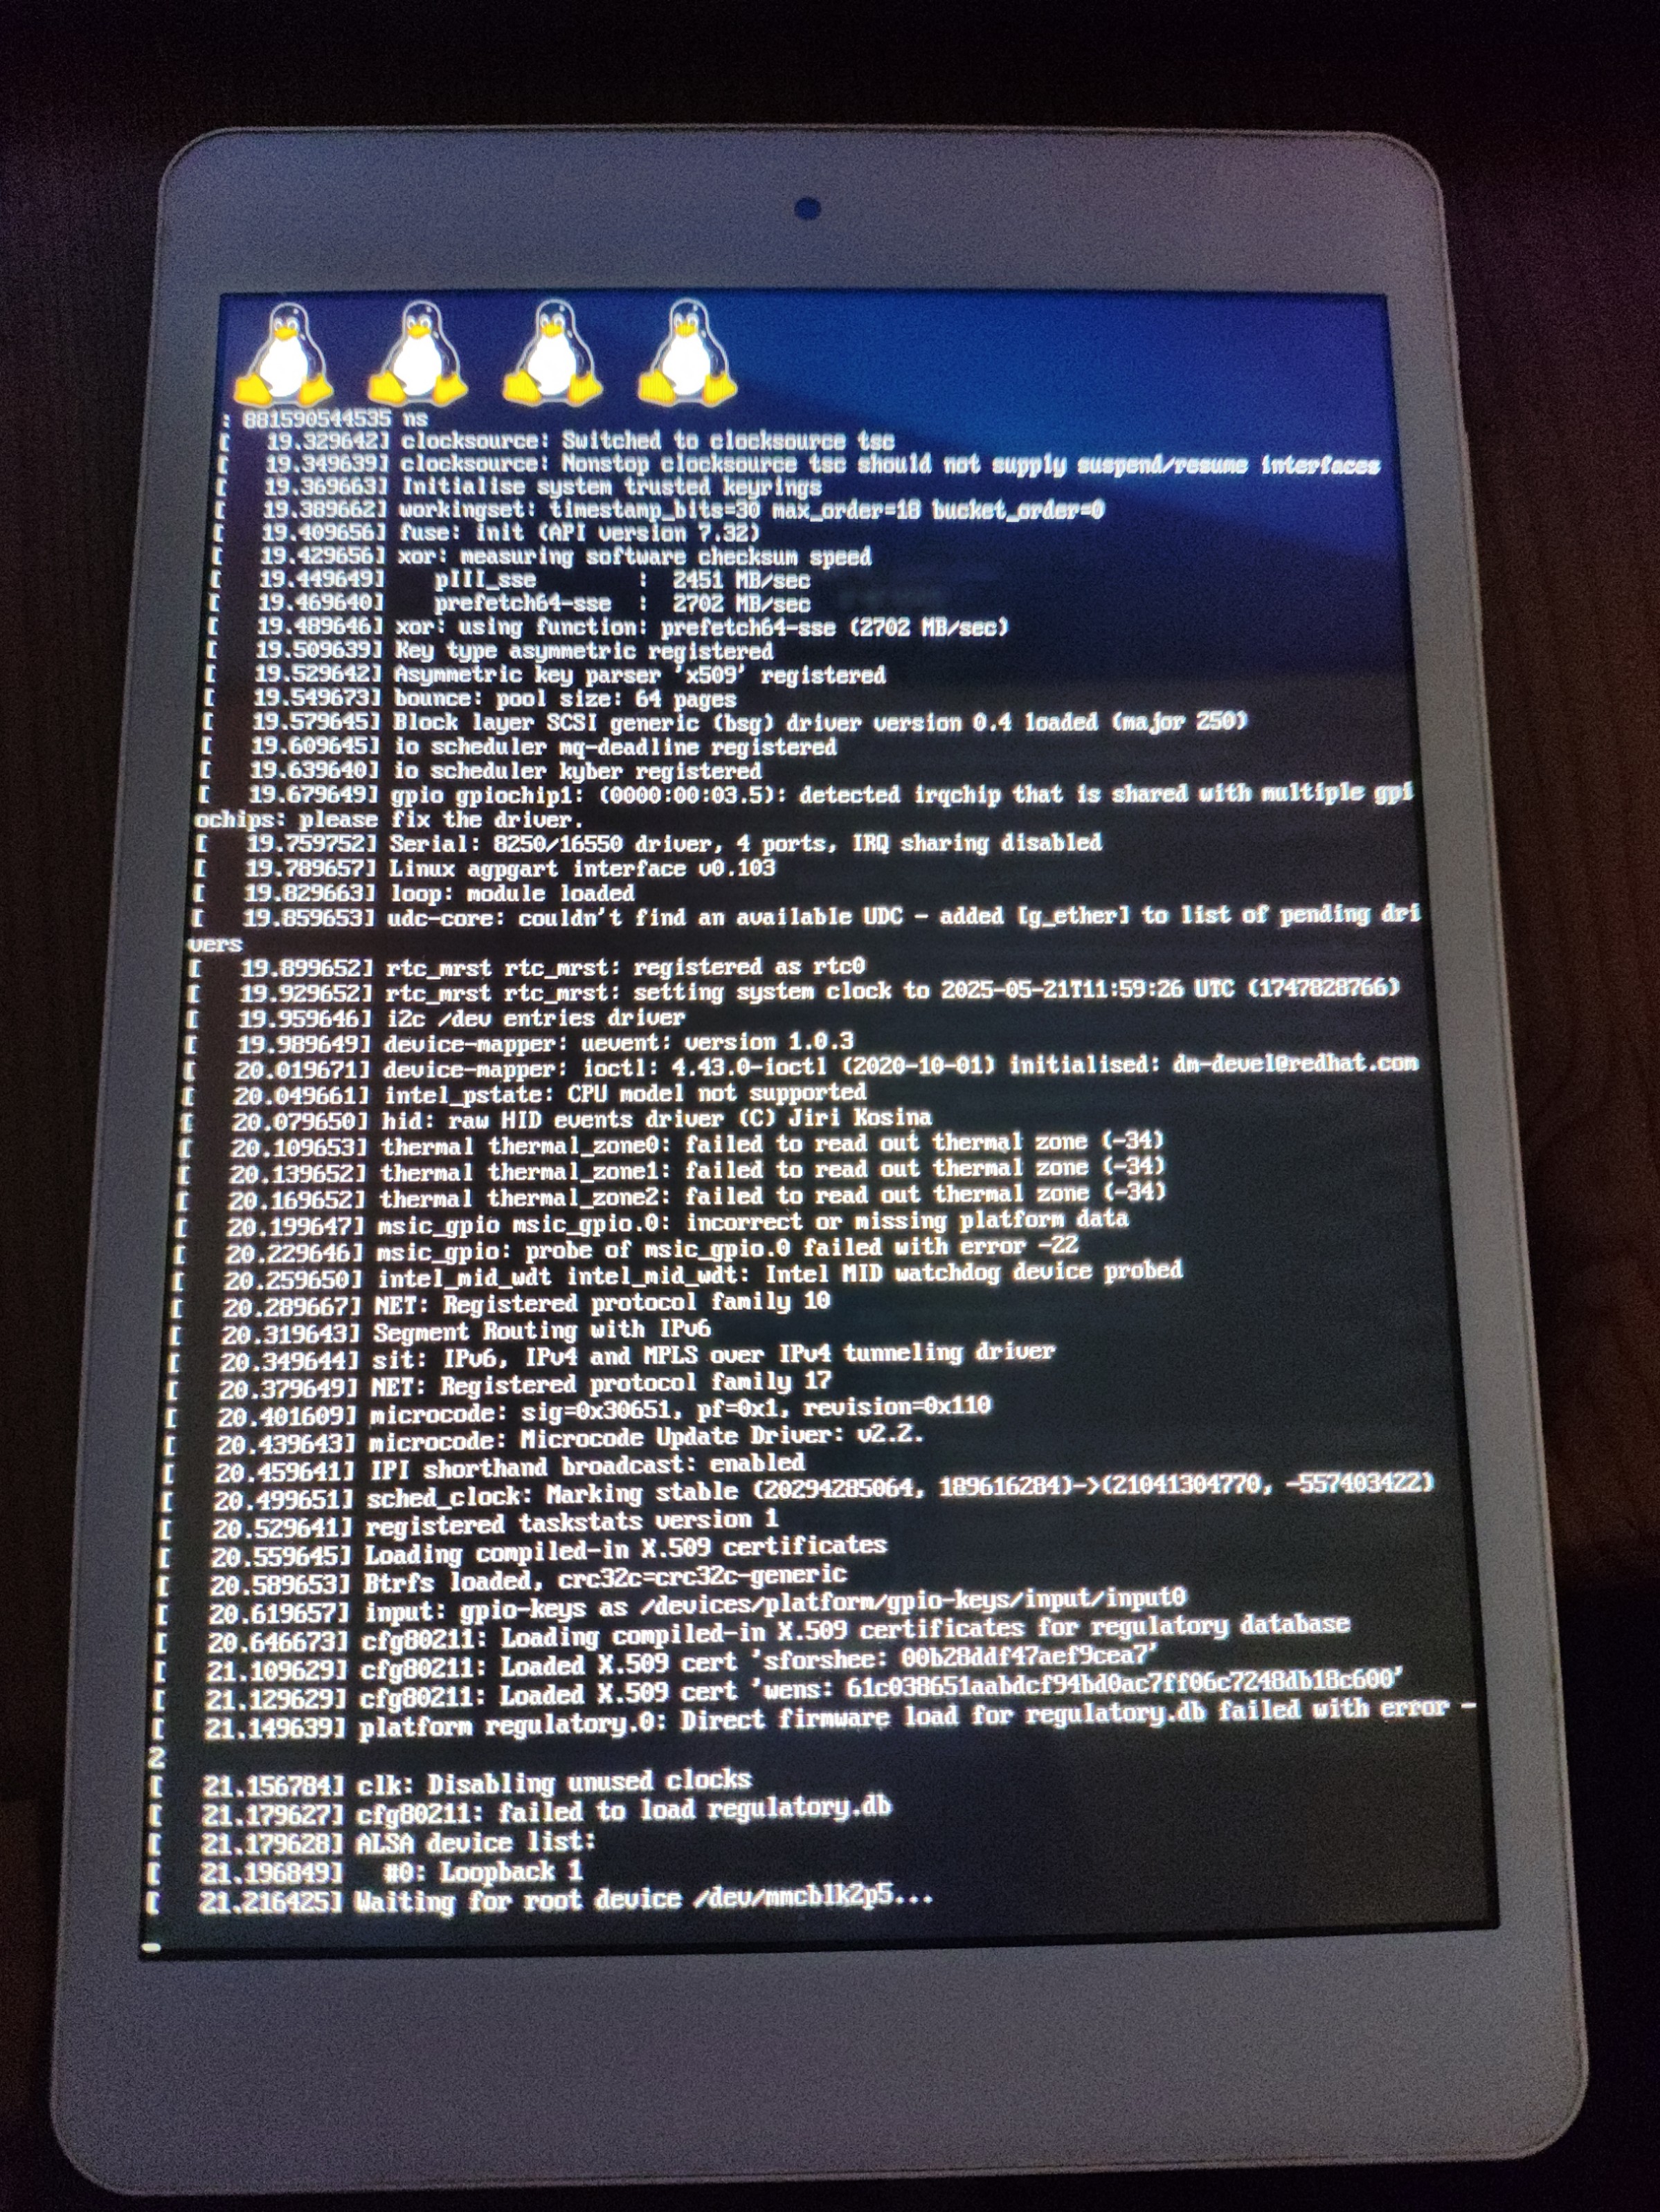 : 881590544535 ns
[   19.329642] clocksource: Switched to clocksource tsc
[   19.349639] clocksource: Nonstop clocksource tsc should not supply suspend/resume interfaces
[   19.369663] Initialise system trusted keyrings
[   19.389662] workingset: timestamp_bits=30 max_order=18 bucket_order=0
[   19.409656] fuse: init (API version 7.32)
[   19.429656] xor: measuring software checksum speed
[   19.449649]    pIII_sse        :  2451 MB/sec
[   19.469640]    prefetch64-sse  :  2702 MB/sec
[   19.489646] xor: using function: prefetch64-sse (2702 MB/sec)
[   19.509639] Key type asymmetric registered
[   19.529642] Asymmetric key parser 'x509' registered
[   19.549673] bounce: pool size: 64 pages
[   19.579645] Block layer SCSI generic (bsg) driver version 0.4 loaded (major 250)
[   19.609645] io scheduler mq-deadline registered
[   19.639640] io scheduler kyber registered
[   19.679649] gpio gpiochip1: (0000:00:03.5): detected irqchip that is shared with multiple gpi
ochips: please fix the driver.
[   19.759752] Serial: 8250/16550 driver, 4 ports, IRQ sharing disabled
[   19.789657] Linux agpgart interface v0.103
[   19.829663] loop: module loaded
[   19.859653] udc-core: couldn't find an available UDC - added [g_ether] to list of pending dri
vers
[   19.899652] rtc_mrst rtc_mrst: registered as rtc0
[   19.929652] rtc_mrst rtc_mrst: setting system clock to 2025-05-21T11:59:26 UTC (1747828766)
[   19.959646] i2c /dev entries driver
[   19.989649] device-mapper: uevent: version 1.0.3
[   20.019671] device-mapper: ioctl: 4.43.0-ioctl (2020-10-01) initialised: dm-devel@redhat.com
[   20.049661] intel_pstate: CPU model not supported
[   20.079650] hid: raw HID events driver (C) Jiri Kosina
[   20.109653] thermal thermal_zone0: failed to read out thermal zone (-34)
[   20.139652] thermal thermal_zone1: failed to read out thermal zone (-34)
[   20.169652] thermal thermal_zone2: failed to read out thermal zone (-34)
[   20.199647] msic_gpio msic_gpio.0: incorrect or missing platform data
[   20.229646] msic_gpio: probe of msic_gpio.0 failed with error -22
[   20.259650] intel_mid_wdt intel_mid_wdt: Intel MID watchdog device probed
[   20.289667] NET: Registered protocol family 10
[   20.319643] Segment Routing with IPv6
[   20.349644] sit: IPv6, IPv4 and MPLS over IPv4 tunneling driver
[   20.379649] NET: Registered protocol family 17
[   20.401609] microcode: sig=0x30651, pf=0x1, revision=0x110
[   20.439643] microcode: Microcode Update Driver: v2.2.
[   20.459641] IPI shorthand broadcast: enabled
[   20.499651] sched_clock: Marking stable (20294285064, 189616284)->(21041304770, -557403422)
[   20.529641] registered taskstats version 1
[   20.559645] Loading compiled-in X.509 certificates
[   20.589653] Btrfs loaded, crc32c=crc32c-generic
[   20.619657] input: gpio-keys as /devices/platform/gpio-keys/input/input0
[   20.646673] cfg80211: Loading compiled-in X.509 certificates for regulatory database
[   21.109629] cfg80211: Loaded X.509 cert 'sforshee: 00b28ddf47aef9cea7'
[   21.129629] cfg80211: Loaded X.509 cert 'wens: 61c038651aabdcf94bd0ac7ff06c7248db18c600'
[   21.149639] platform regulatory.0: Direct firmware load for regulatory.db failed with error -
2
[   21.156784] clk: Disabling unused clocks
[   21.179627] cfg80211: failed to load regulatory.db
[   21.179628] ALSA device list:
[   21.196849]   #0: Loopback 1
[   21.216425] Waiting for root device /dev/mmcblk2p5...